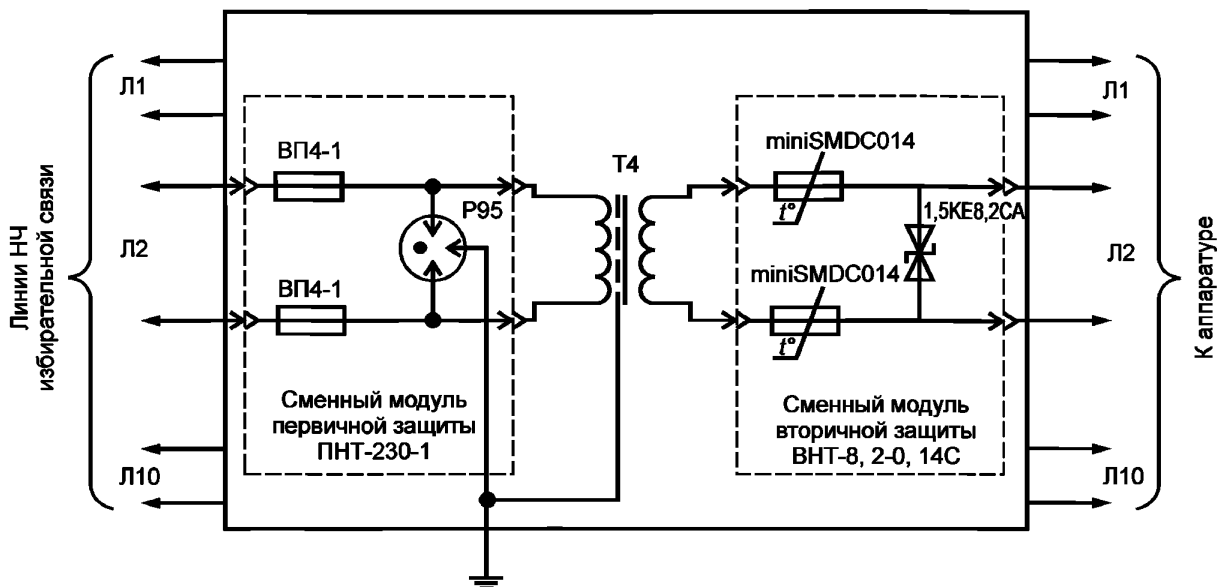 Линии НЧ
избирательной связи
Л1
Л2
Л10
ВП4-1
Р95
ВП4-1
Сменный модуль
первичной защиты
ПНТ-230-1
Т4
miniSMDC014
t°
1,5КЕ8,2СА
miniSMDC014
t°
Сменный модуль
вторичной защиты
ВНТ-8, 2-0, 14С
Л1
Л2
Л10
К аппаратуре